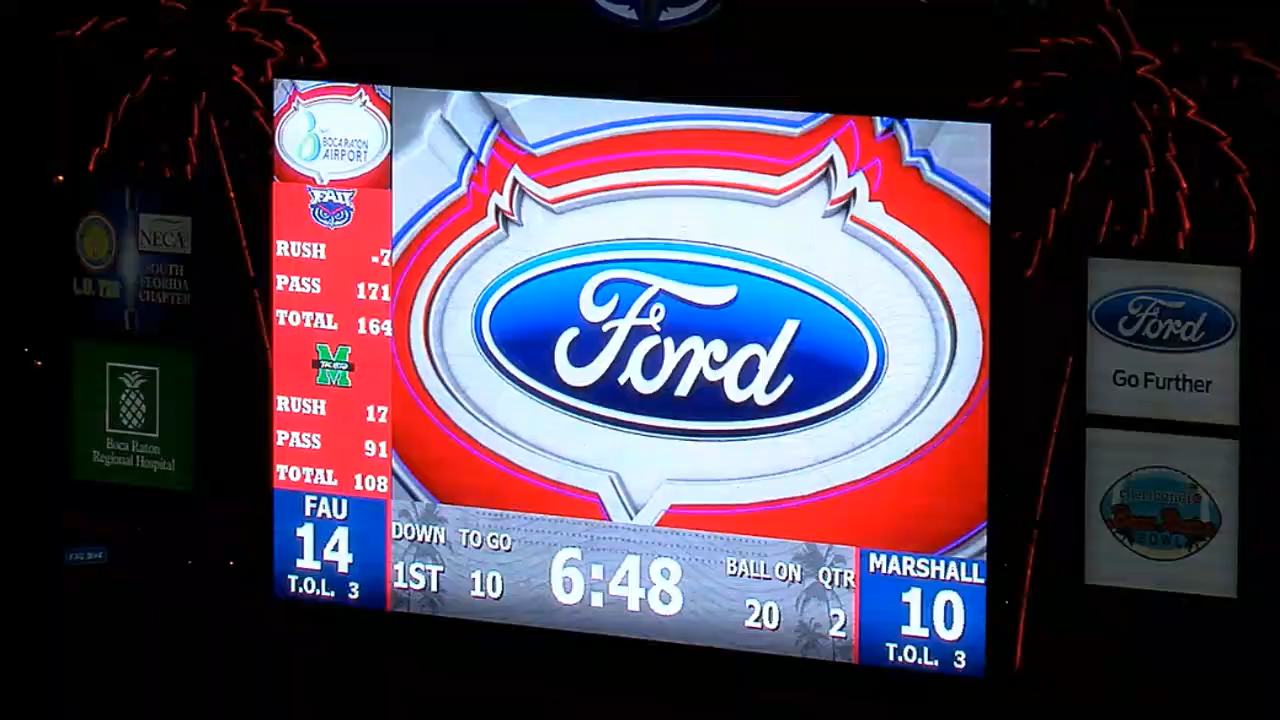 BOCA RATON
AIRPORT
FAU
RUSH -7
PASS 171
TOTAL 164
M
RUSH 17
PASS 91
TOTAL 108
FAU
14
T.O.L. 3
Ford
DOWN TO GO
1ST 10
6:48
BALL ON QTR
20 2
MARSHALL
10
T.O.L. 3
NECA
SOUTH
FLORIDA
CHAPTER
Boca Raton
Regional Hospital
Ford
Go Further
BOWL